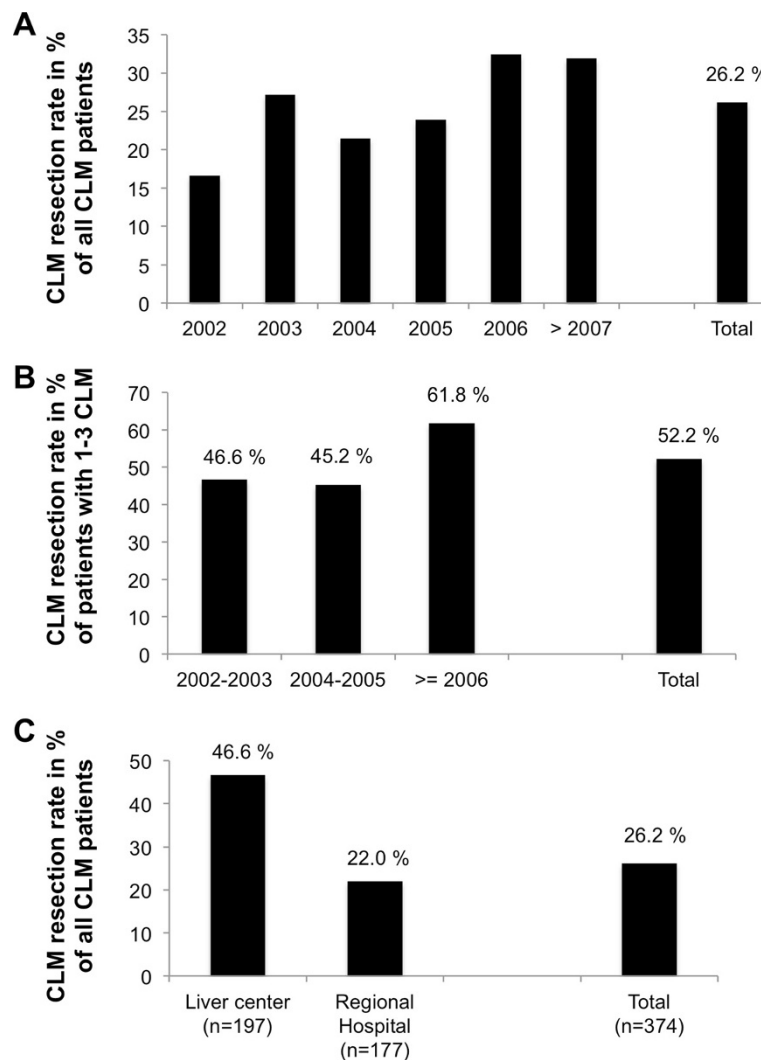 A
CLM resection rate in %
of all CLM patients
35
30
25
20
15
10
5
0
26.2 %
2002 2003 2004 2005 2006 > 2007 Total
B
CLM resection rate in %
of patients with 1-3 CLM
70
60
50
40
30
20
10
0
46.6 % 45.2 % 61.8 % 52.2 %
2002-2003 2004-2005 >= 2006 Total
C
CLM resection rate in %
of all CLM patients
50
40
30
20
10
0
46.6 % 22.0 % 26.2 %
Liver center Regional Total
(n=197) Hospital (n=374)
(n=177)